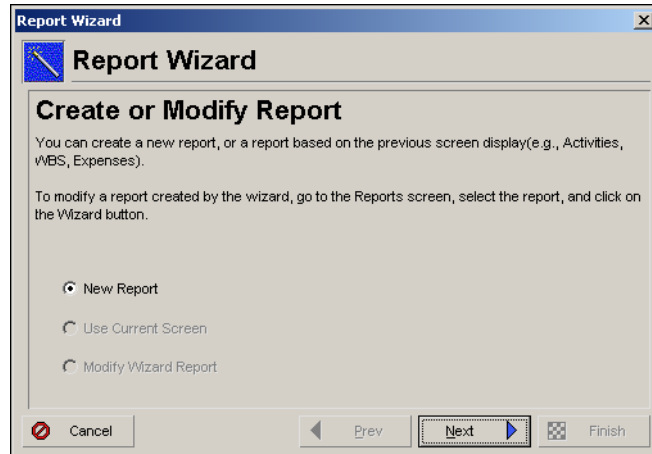 Report Wizard
Report Wizard
Create or Modify Report
You can create a new report, or a report based on the previous screen display(e.g., Activities,
WBS, Expenses).
To modify a report created by the wizard, go to the Reports screen, select the report, and click on
the Wizard button.
New Report
Use Current Screen
Modify Wizard Report
Cancel Prev Next Finish